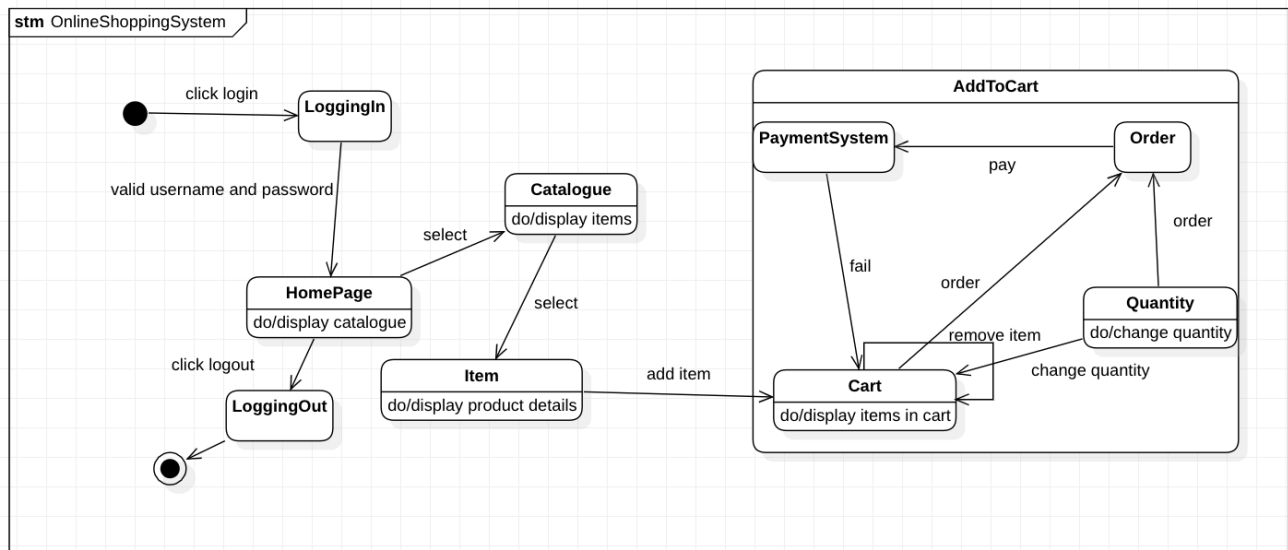 stm OnlineShoppingSystem
click login
LoggingIn
valid username and password
HomePage
do/display catalogue
click logout
LoggingOut
select
Catalogue
do/display items
select
Item
do/display product details
add item
AddToCart
PaymentSystem
Order
pay
fail
order
order
Quantity
do/change quantity
remove item
change quantity
Cart
do/display items in cart